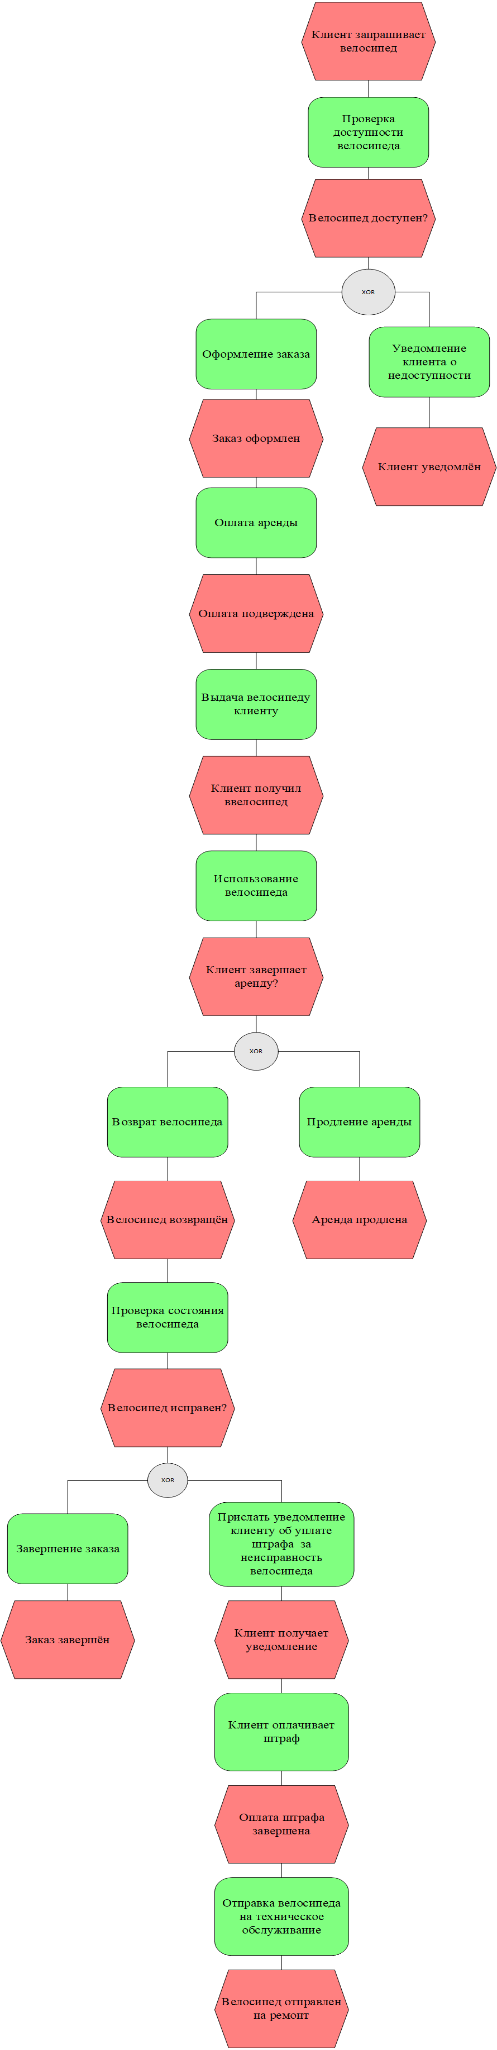 Клиент запрашивает
велосипед
Проверка
доступности
велосипеда
Велосипед доступен?
XOR
Оформление заказа
Уведомление
клиента о
недоступности
Заказ оформлен
Клиент уведомлён
Оплата аренды
Оплата подтверждена
Выдача велосипеду
клиенту
Клиент получил
ввелосипед
Использование
велосипеда
Клиент завершает
аренду?
XOR
Возврат велосипеда
Продление аренды
Велосипед возвращён
Аренда продлена
Проверка состояния
велосипеда
Велосипед исправен?
XOR
Завершение заказа
Прислать уведомление
клиенту об уплате
штрафа за
неисправность
велосипеда
Заказ завершён
Клиент получает
уведомление
Клиент оплачивает
штраф
Оплата штрафа
завершена
Отправка велосипеда
на техническое
обслуживание
Велосипед отправлен
на ремонт